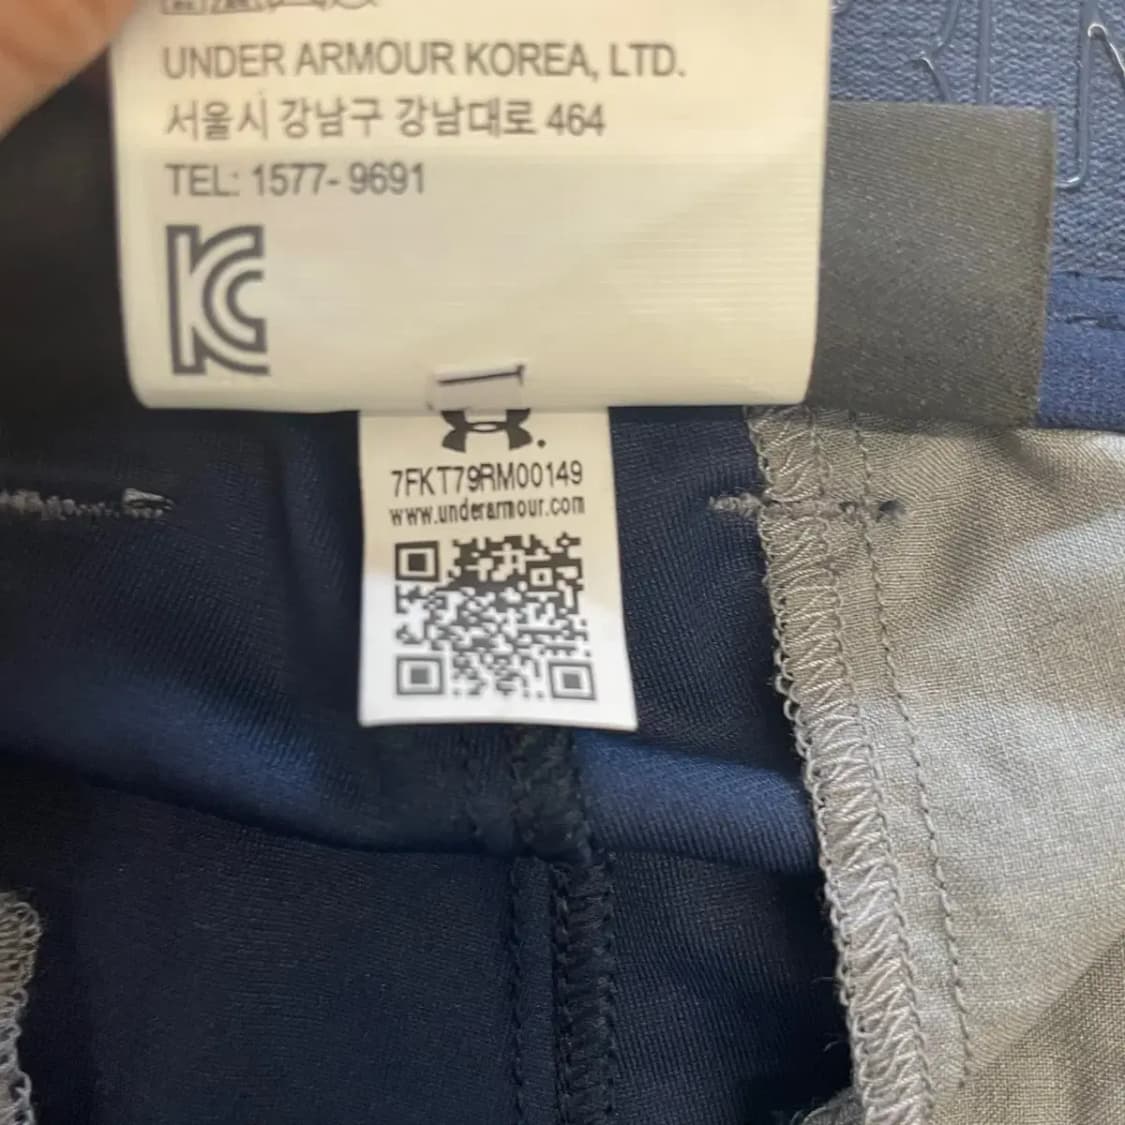 UNDER ARMOUR KOREA, LTD.
서울시 강남구 강남대로 464
TEL: 1577-9691
KC
7FKT79RM00149
www.underarmour.com